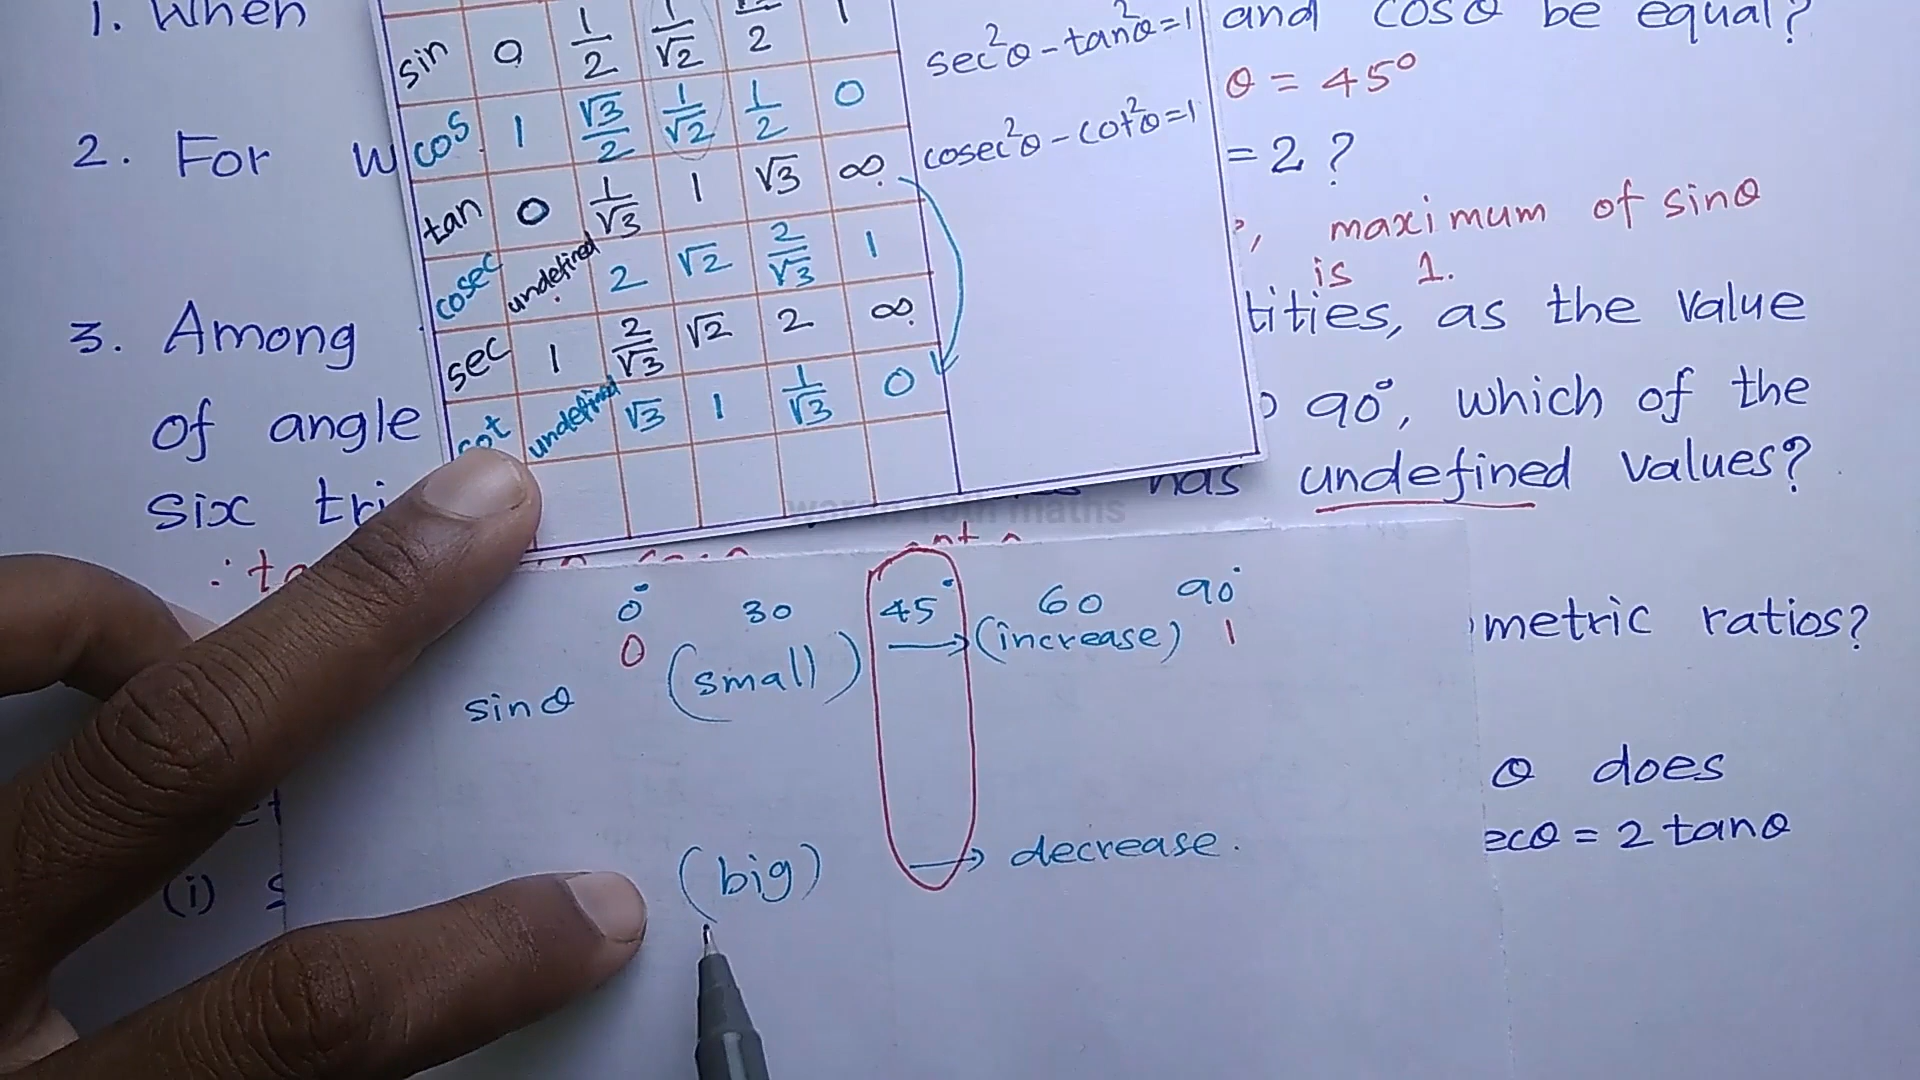 1. When and cosθ be equal?
θ = 45°
2. For = 2 ?
maximum of sinθ
is 1.
3. Among tities, as the value
of angle 90°, which of the
six tri has undefined values?
metric ratios?
θ does
ecθ = 2 tanθ
(i)
sin 0 1/2 1/√2 2 1
cos 1 √3/2 1/√2 1/2 0
tan 0 1/√3 1 √3 ∞
cosec undefined 2 √2 2/√3 1
sec 1 2/√3 √2 2 ∞
cot undefined √3 1 1/√3 0
sec²θ - tan²θ = 1
cosec²θ - cot²θ = 1
0° 30 45° 60 90°
0 (small) → (increase) 1
sinθ
(big) → decrease.
waran 10th maths